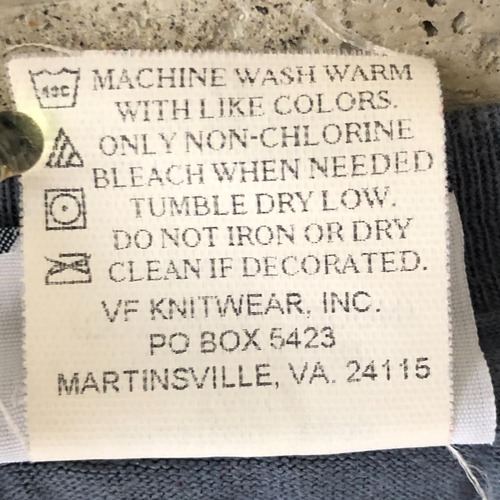 MACHINE WASH WARM
WITH LIKE COLORS.
ONLY NON-CHLORINE
BLEACH WHEN NEEDED
TUMBLE DRY LOW.
DO NOT IRON OR DRY
CLEAN IF DECORATED.
VF KNITWEAR, INC.
PO BOX 5423
MARTINSVILLE, VA. 24115